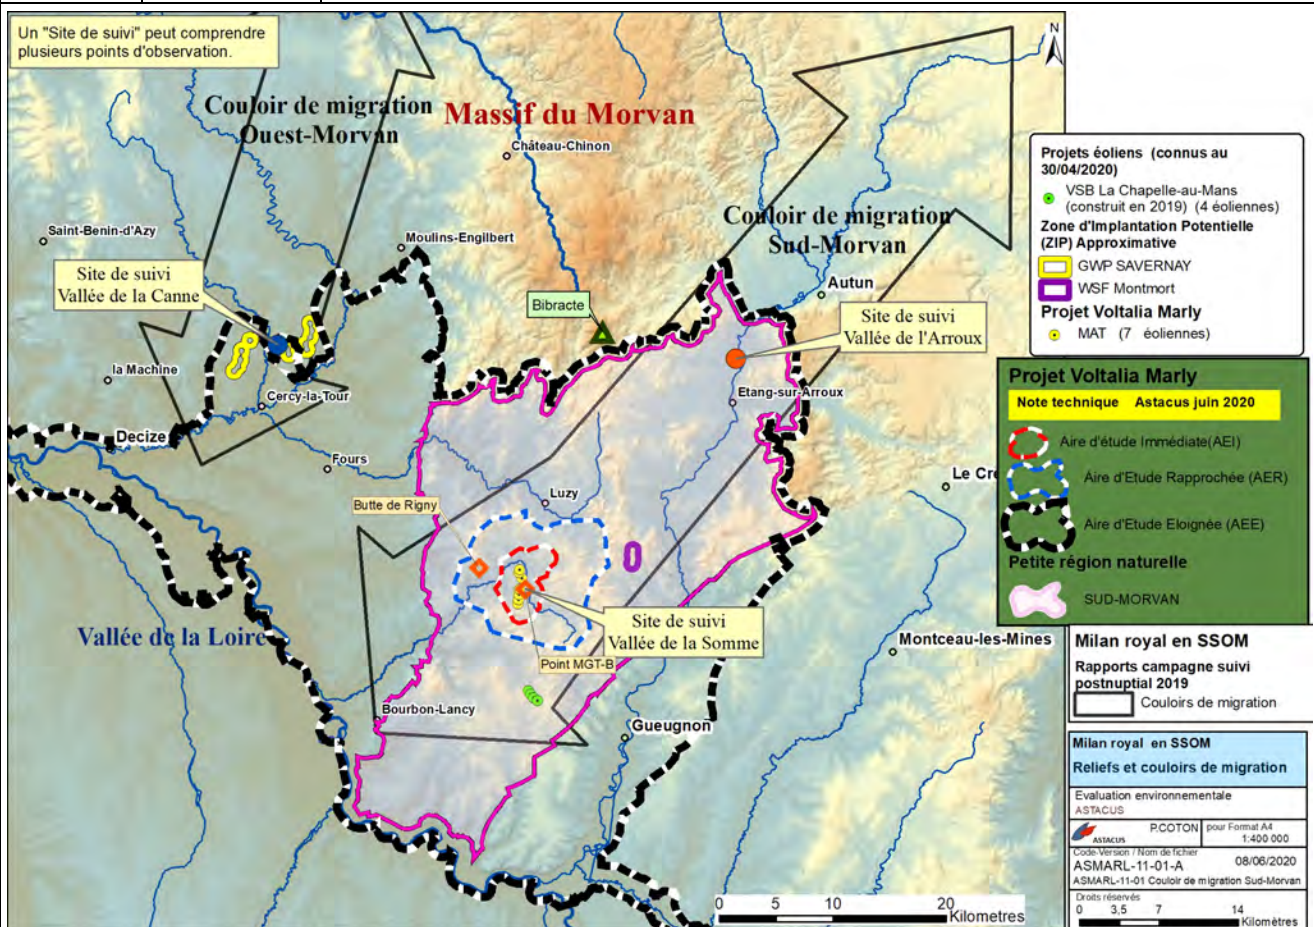 Un "Site de suivi" peut comprendre
plusieurs points d'observation.
N
Couloir de migration
Ouest-Morvan
Massif du Morvan
Château-Chinon
Couloir de migration
Sud-Morvan
Saint-Benin-d'Azy
Moulins-Engilbert
Site de suivi
Vallée de la Canne
Bibracte
Autun
Site de suivi
Vallée de l'Arroux
la Machine
Cercy-la-Tour
Etang-sur-Arroux
Decize
Fours
Luzy
Le Cre
Butte de Rigny
Site de suivi
Vallée de la Somme
Vallée de la Loire
Point MGT-B
Montceau-les-Mines
Bourbon-Lancy
Gueugnon
0 5 10 20
Kilometres
Projets éoliens (connus au
30/04/2020)
VSB La Chapelle-au-Mans
(construit en 2019) (4 éoliennes)
Zone d'Implantation Potentielle
(ZIP) Approximative
GWP SAVERNAY
WSF Montmort
Projet Voltalia Marly
MAT (7 éoliennes)
Projet Voltalia Marly
Note technique Astacus juin 2020
Aire d'étude Immédiate(AEI)
Aire d'Etude Rapprochée (AER)
Aire d'Etude Eloignée (AEE)
Petite région naturelle
SUD-MORVAN
Milan royal en SSOM
Rapports campagne suivi
postnuptial 2019
Couloirs de migration
Milan royal en SSOM
Reliefs et couloirs de migration
Evaluation environnementale
ASTACUS
ASTACUS
P.COTON
pour Format A4
1:400 000
Code-Version / Nom de fichier
ASMARL-11-01-A
08/06/2020
ASMARL-11-01 Couloir de migration Sud-Morvan
Droits réservés
0 3,5 7 14
Kilomètres